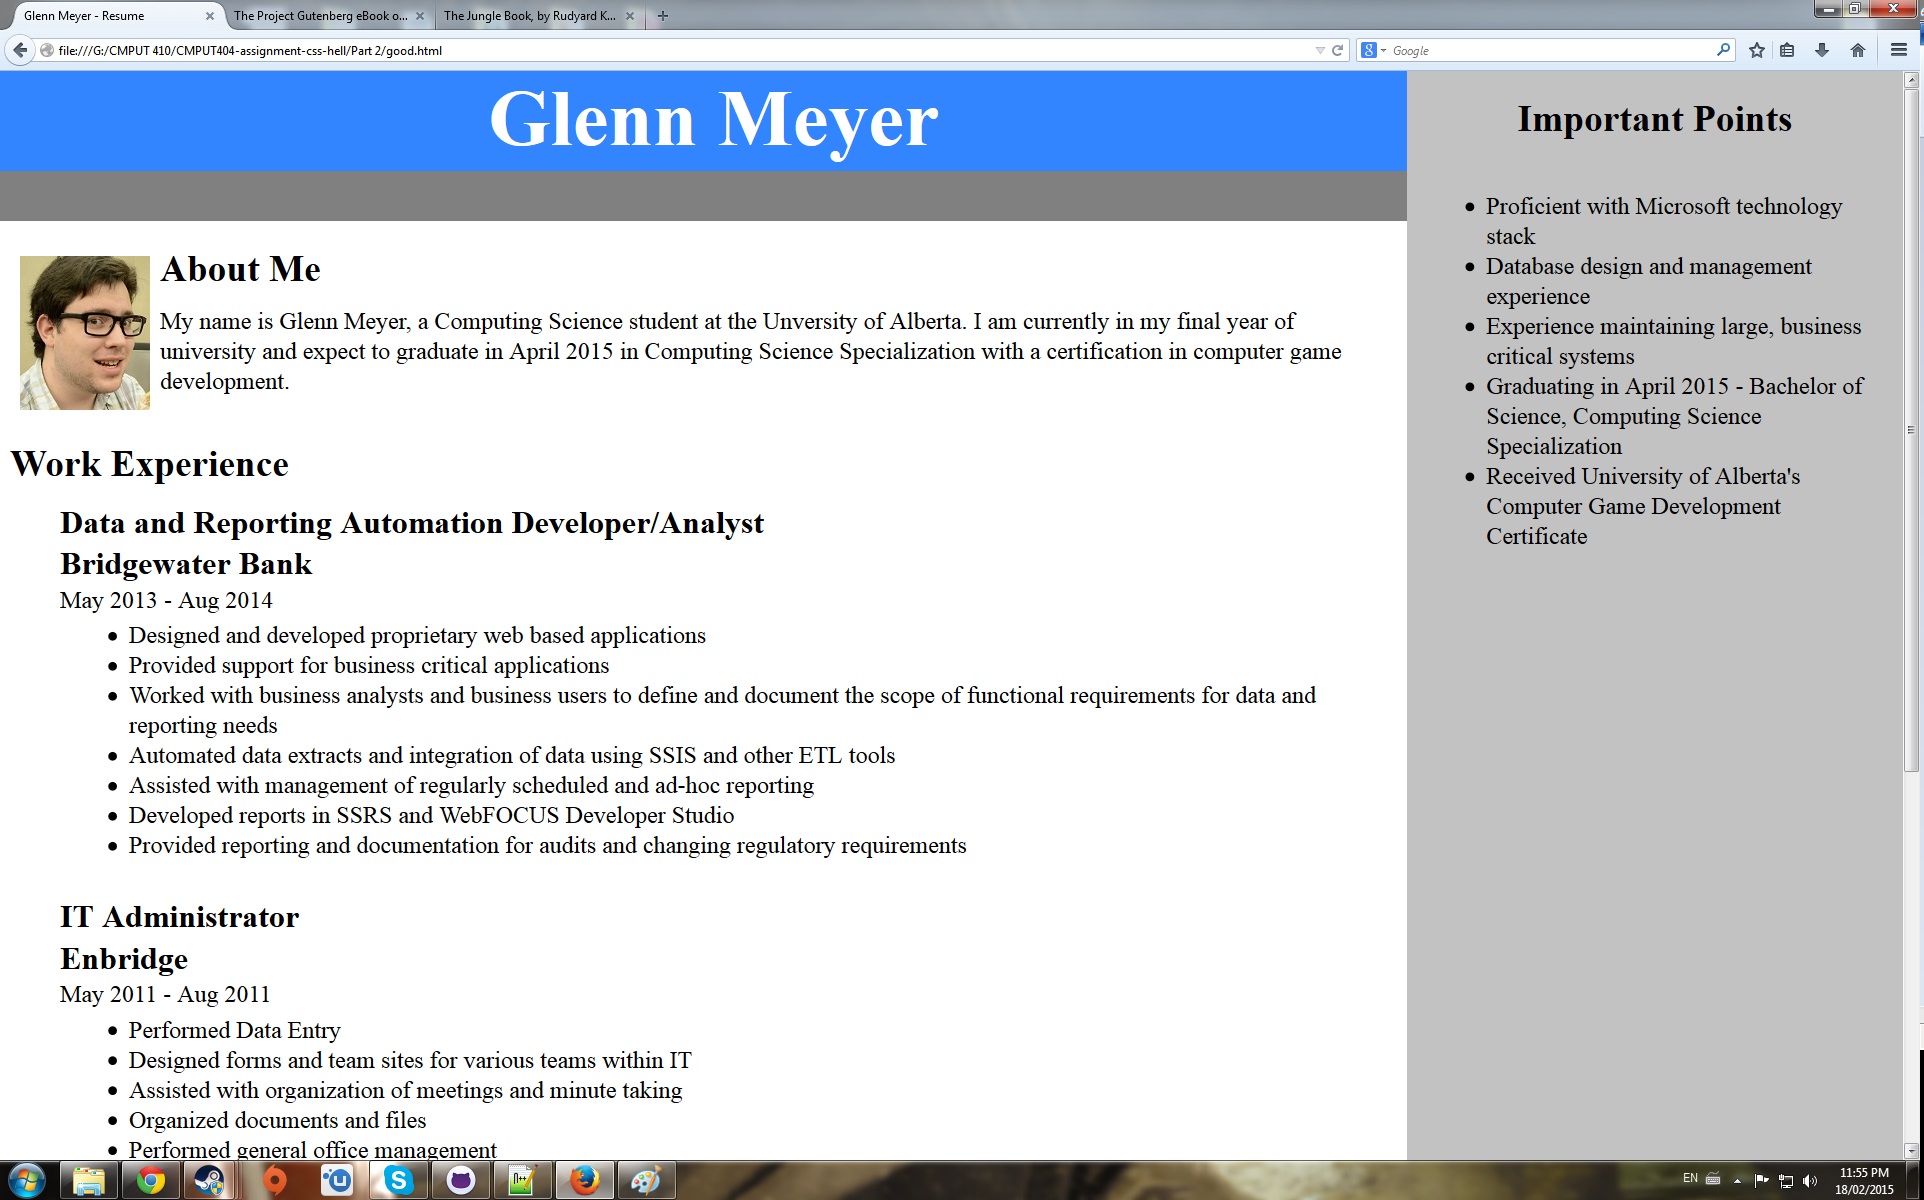 Glenn Meyer - Resume
The Project Gutenberg eBook o...
The Jungle Book, by Rudyard K...
file:///G:/CMPUT 410/CMPUT404-assignment-css-hell/Part 2/good.html
Google
Glenn Meyer
About Me
My name is Glenn Meyer, a Computing Science student at the Unversity of Alberta. I am currently in my final year of
university and expect to graduate in April 2015 in Computing Science Specialization with a certification in computer game
development.
Work Experience
Data and Reporting Automation Developer/Analyst
Bridgewater Bank
May 2013 - Aug 2014
Designed and developed proprietary web based applications
Provided support for business critical applications
Worked with business analysts and business users to define and document the scope of functional requirements for data and
reporting needs
Automated data extracts and integration of data using SSIS and other ETL tools
Assisted with management of regularly scheduled and ad-hoc reporting
Developed reports in SSRS and WebFOCUS Developer Studio
Provided reporting and documentation for audits and changing regulatory requirements
IT Administrator
Enbridge
May 2011 - Aug 2011
Performed Data Entry
Designed forms and team sites for various teams within IT
Assisted with organization of meetings and minute taking
Organized documents and files
Performed general office management
Important Points
Proficient with Microsoft technology
stack
Database design and management
experience
Experience maintaining large, business
critical systems
Graduating in April 2015 - Bachelor of
Science, Computing Science
Specialization
Received University of Alberta's
Computer Game Development
Certificate
EN
11:55 PM
18/02/2015